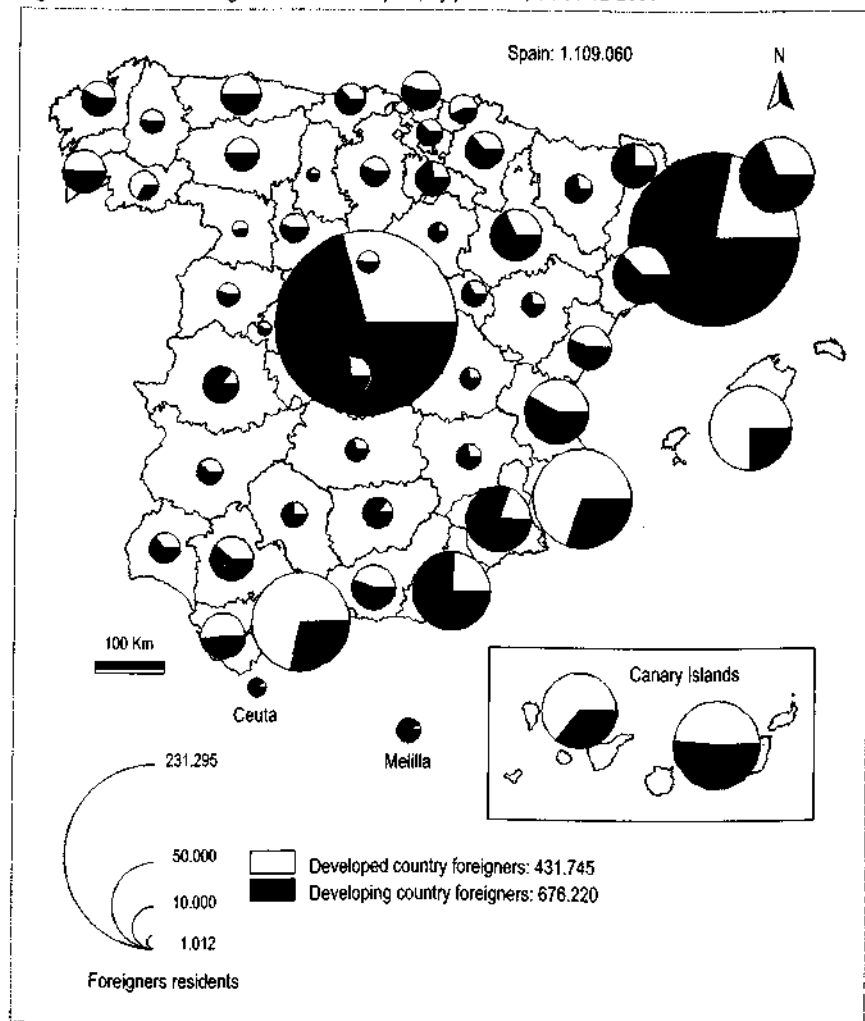 Spain: 1.109.060
N
100 Km
Ceuta
Melilla
Canary Islands
231.295
50.000
10.000
1.012
Foreigners residents
Developed country foreigners: 431.745
Developing country foreigners: 676.220